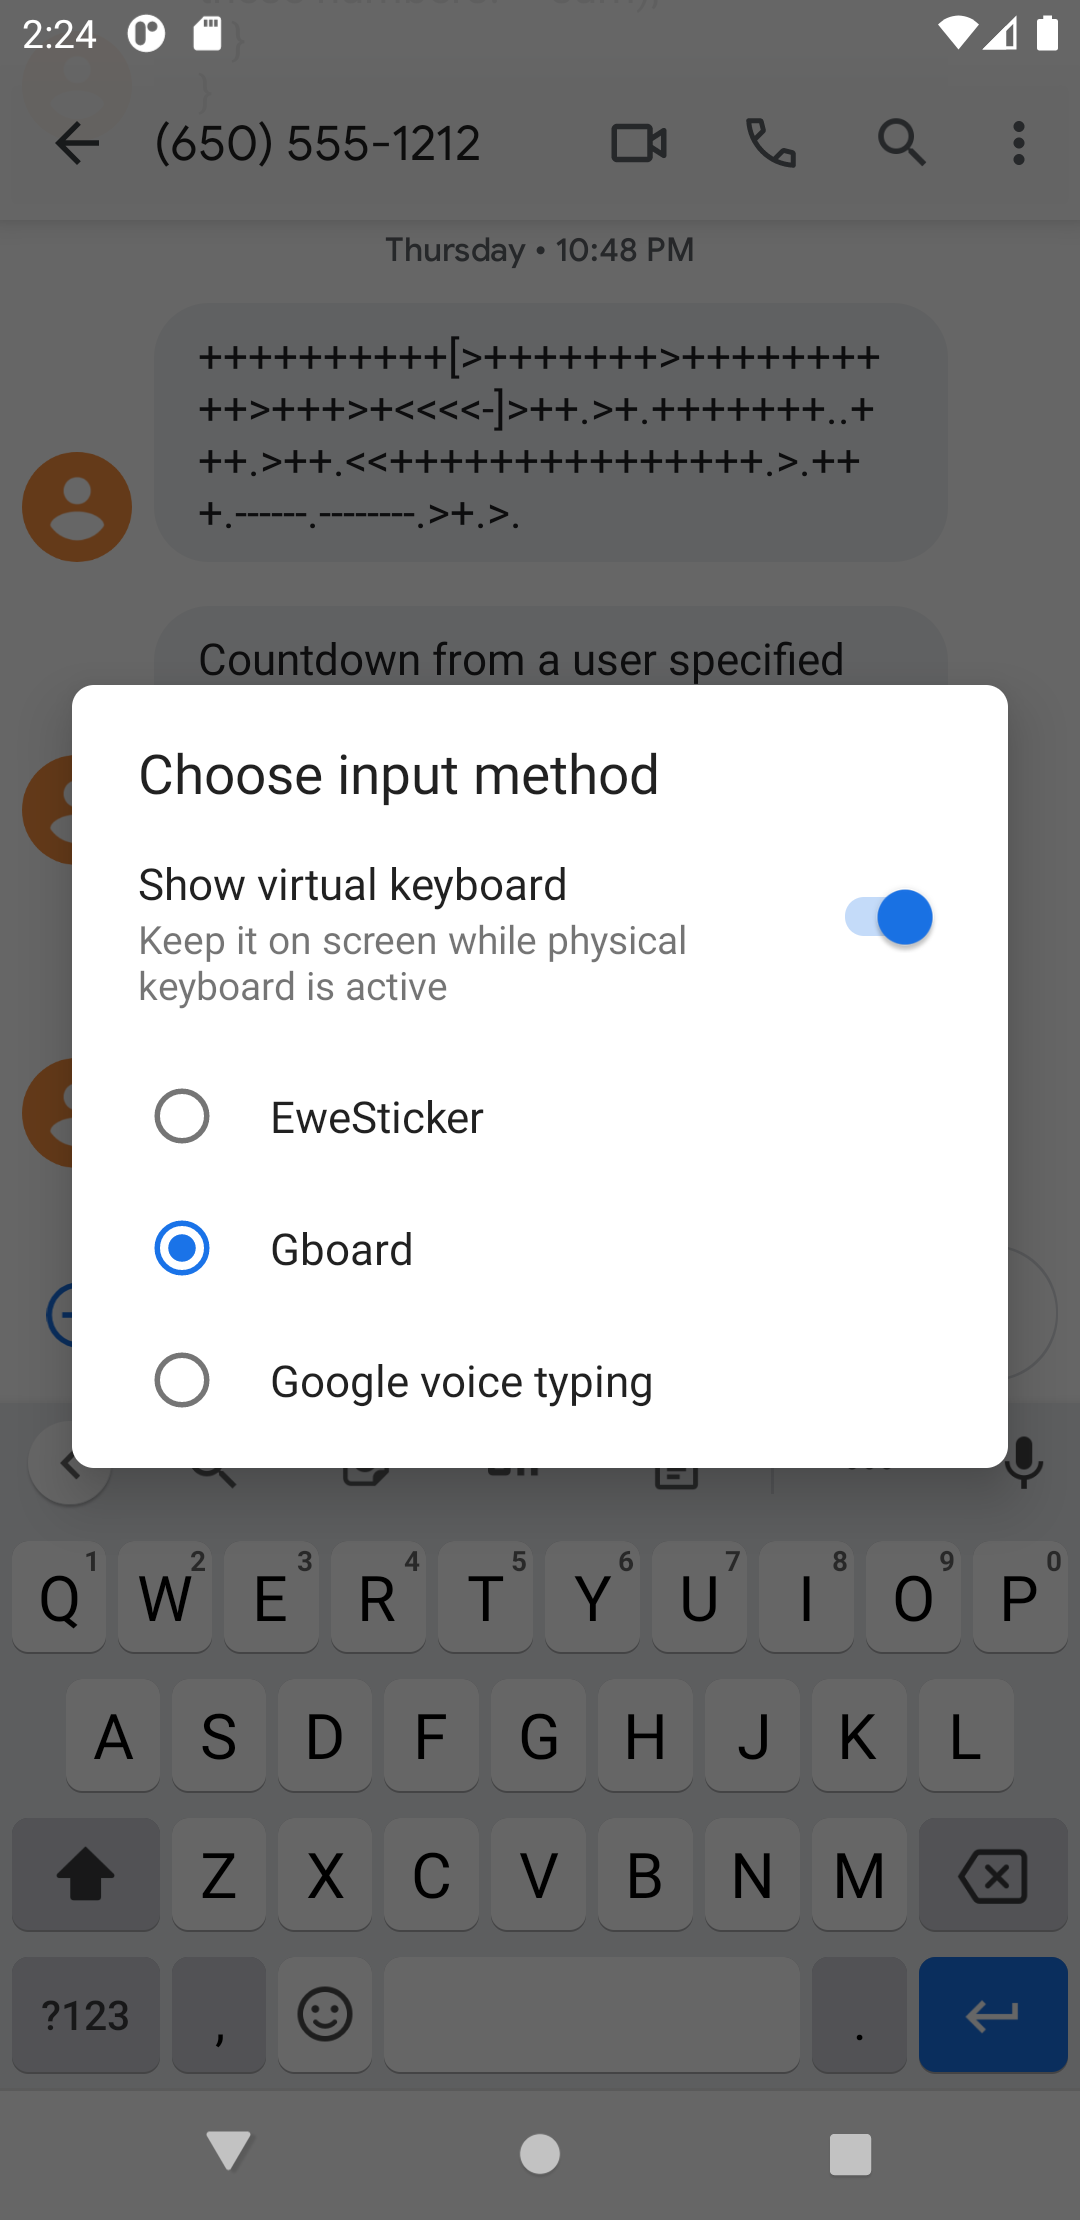 2:24
}
(650) 555-1212
Thursday • 10:48 PM
++++++++++[>+++++++>++++++++
++>+++>+<<<<-]>++.>+.+++++++..+
++.>++.<<+++++++++++++++.>.++
+.------.--------.>+.>.
Countdown from a user specified
Choose input method
Show virtual keyboard
Keep it on screen while physical
keyboard is active
EweSticker
Gboard
Google voice typing
Q 1 W 2 E 3 R 4 T 5 Y 6 U 7 I 8 O 9 P 0
A S D F G H J K L
Z X C V B N M
?123 , .